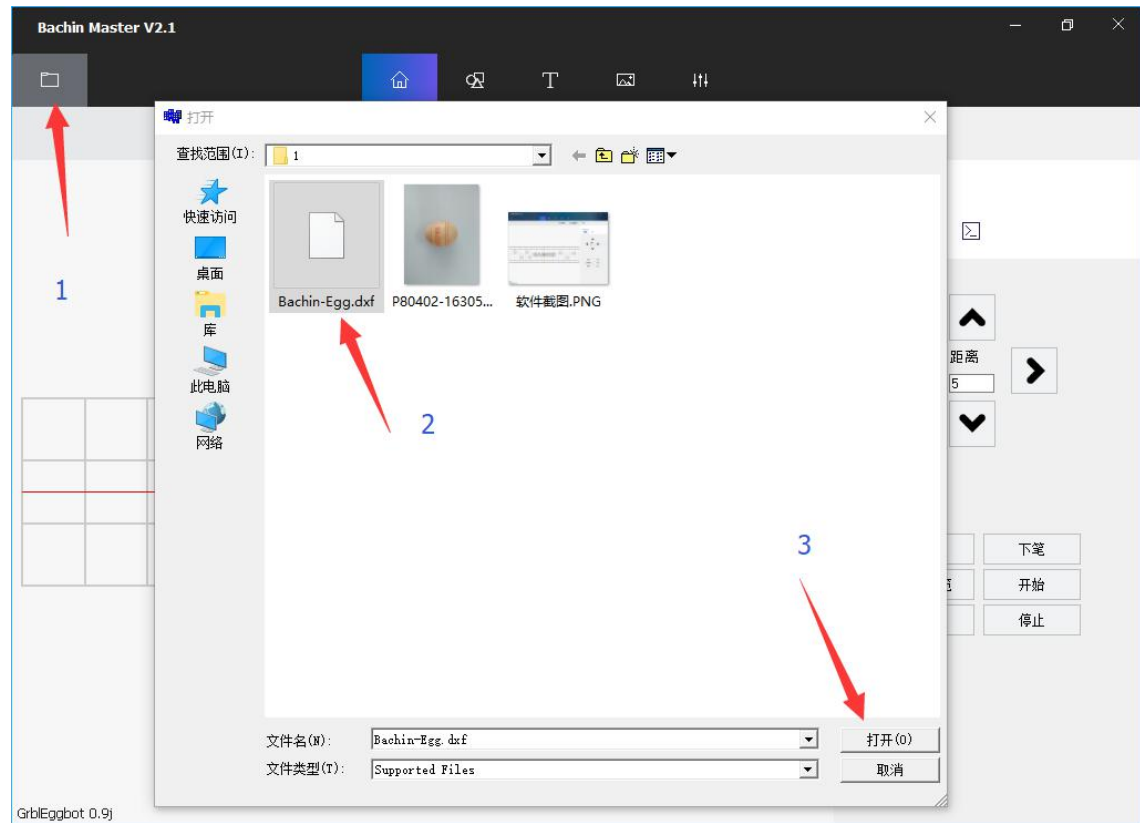 Bachin Master V2.1
T
打开
查找范围(I):
1
快速访问
桌面
库
此电脑
网络
Bachin-Egg.dxf
P80402-16305...
软件截图.PNG
1
2
3
距离
5
下笔
开始
停止
文件名(N):
Bachin-Egg.dxf
打开(O)
文件类型(T):
Supported Files
取消
GrblEggbot 0.9j